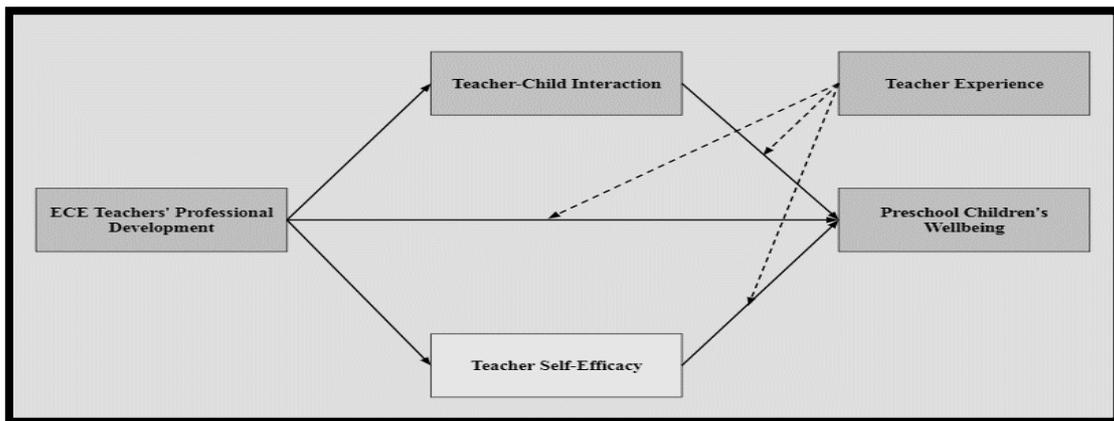 Teacher-Child Interaction
Teacher Experience
ECE Teachers' Professional
Development
Preschool Children's
Wellbeing
Teacher Self-Efficacy